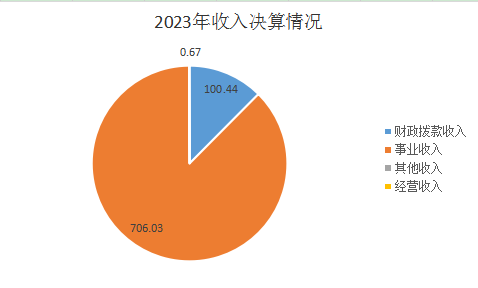 2023年收入决算情况
0.67
100.44
706.03
财政拨款收入
事业收入
其他收入
经营收入